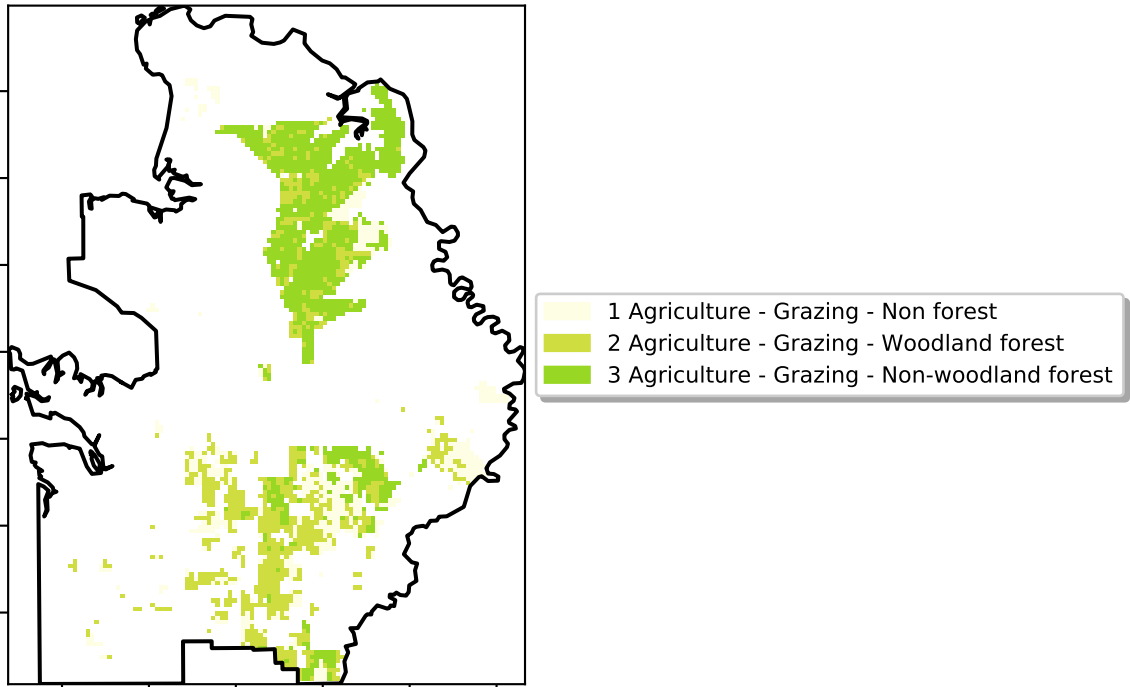 1 Agriculture - Grazing - Non forest
2 Agriculture - Grazing - Woodland forest
3 Agriculture - Grazing - Non-woodland forest